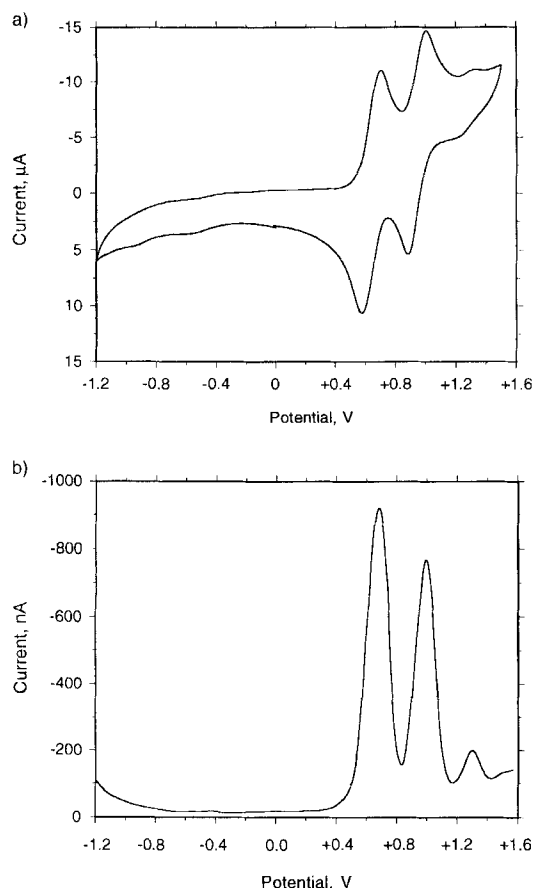 a)
-15
-10
-5
0
5
10
15
Current, µA
-1.2 -0.8 -0.4 0 +0.4 +0.8 +1.2 +1.6
Potential, V
b)
-1000
-800
-600
-400
-200
0
Current, nA
-1.2 -0.8 -0.4 0.0 +0.4 +0.8 +1.2 +1.6
Potential, V